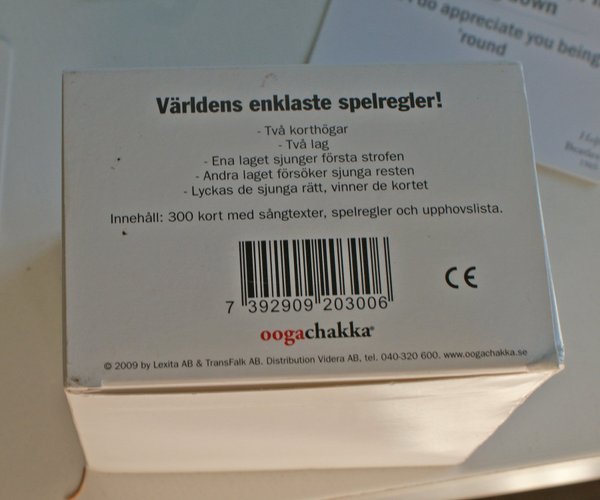 down
do appreciate you being
'round
Världens enklaste spelregler!
- Två korthögar
- Två lag
- Ena laget sjunger första strofen
- Andra laget försöker sjunga resten
- Lyckas de sjunga rätt, vinner de kortet
Innehåll: 300 kort med sångtexter, spelregler och upphovslista.
7 392909 203006
CE
oogachakka
© 2009 by Lexita AB & TransFalk AB. Distribution Videra AB, tel. 040-320 600. www.oogachakka.se